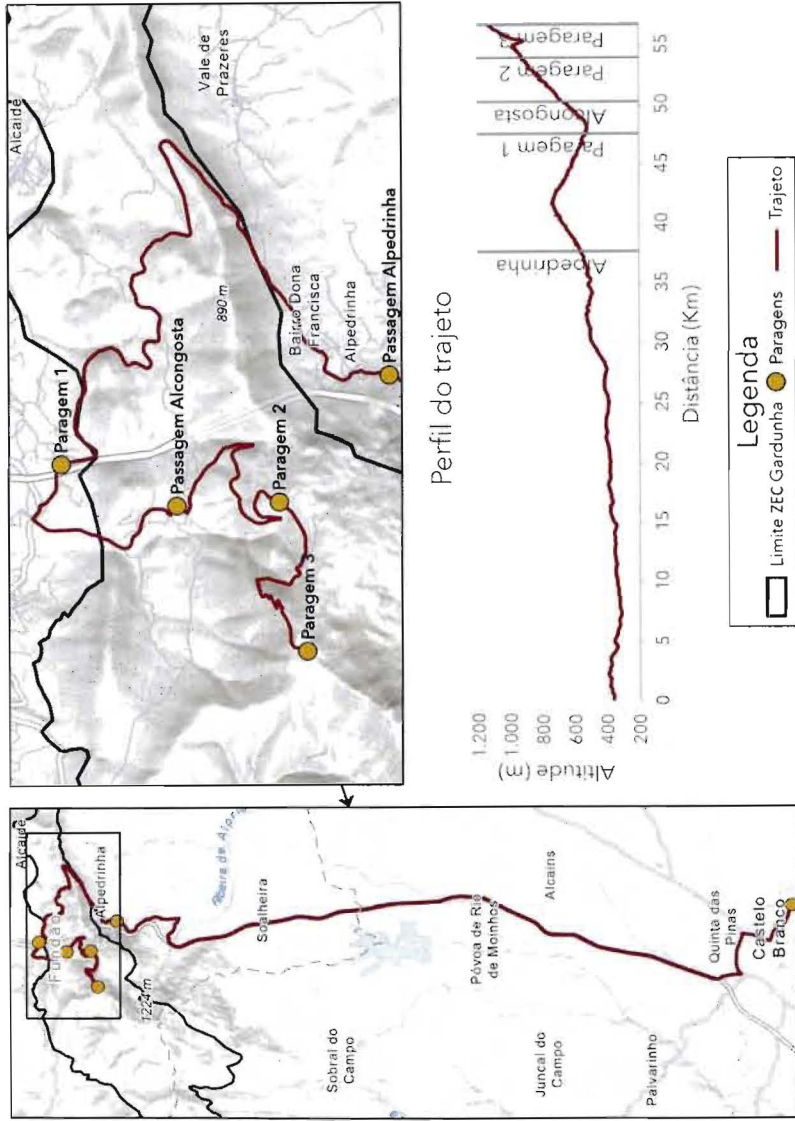 Alcaide
Vale de
Prazeres
Paragem 1
890 m
Bairro Dona
Francisca
Alpedrinha
Passagem Alpedrinha
Passagem Alcongosta
Paragem 2
Paragem 3
Alcaide
Fundão
Alpedrinha
1224 m
Soalheira
Sobral do
Campo
Póvoa de Rio
de Moinhos
Alcains
Juncal do
Campo
Palvarinho
Quinta das
Pinas
Castelo
Branco
Perfil do trajeto
Altitude (m)
1.200
1.000
800
600
400
200
0
5
10
15
20
25
30
35
40
45
50
55
Distância (Km)
Alpedrinha
Paragem 1
Alcongosta
Paragem 2
Paragem 3
Legenda
Limite ZEC Gardunha
Paragens
Trajeto